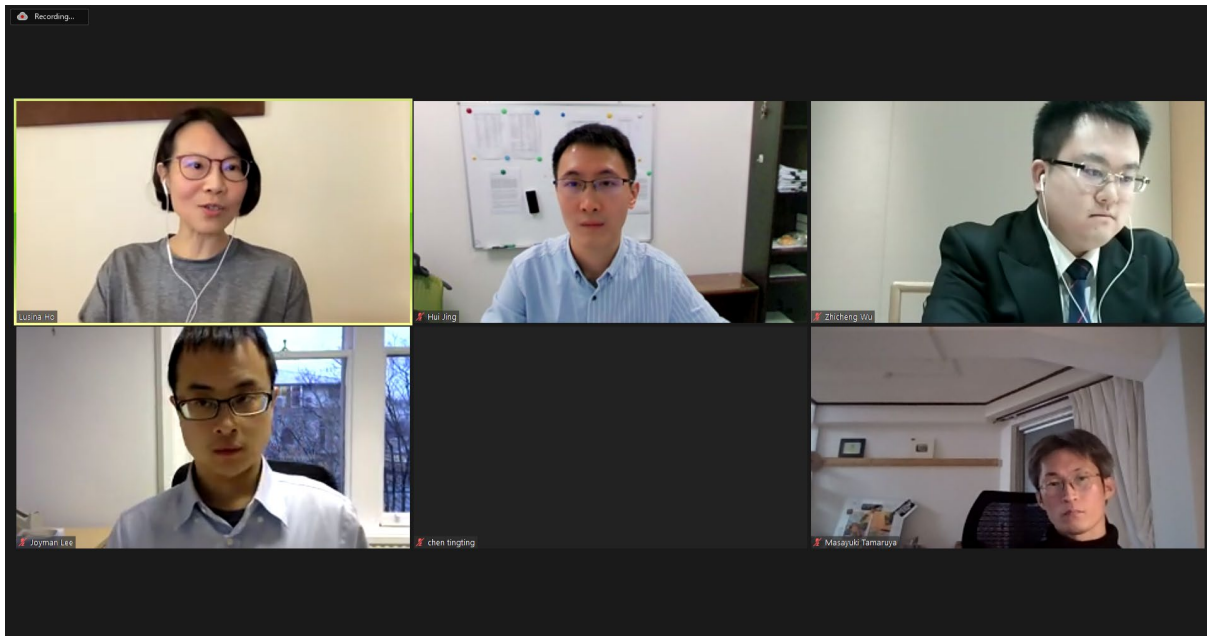 Recording...
Lusina Ho
Hui Jing
Zhicheng Wu
Joyman Lee
chen tingting
Masayuki Tamaruya